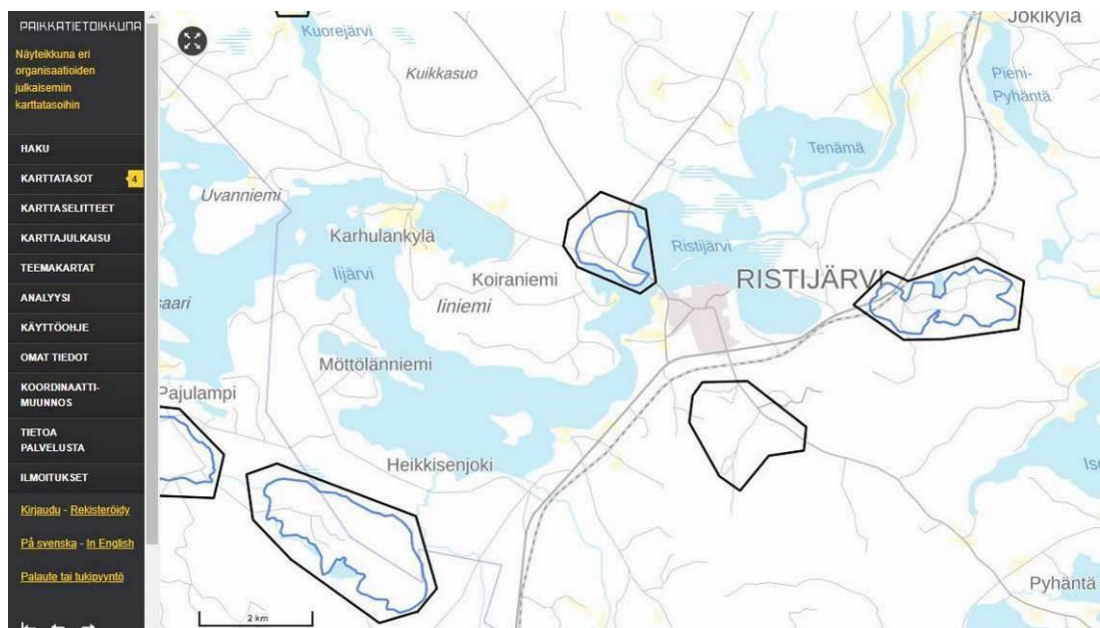 PAIKKATIETOIKKUNA
Näyteikkuna eri
organisaatioiden
julkaisemiin
karttatasoihin
HAKU
KARTTATASOT 4
KARTTASELITTEET
KARTTAJULKAISU
TEEMAKARTAT
ANALYYSI
KÄYTTÖOHJE
OMAT TIEDOT
KOORDINAATTI-
MUUNNOS
TIETOA
PALVELUSTA
ILMOITUKSET
Kirjaudu - Rekisteröidy
På svenska - In English
Palaute tai tukipyyntö
Kuorejärvi
Jokikylä
Kuikkasuo
Pieni-
Pyhäntä
Tenämä
Uvanniemi
Karhulankylä
Ristijärvi
Iijärvi
Koiraniemi
RISTIJÄRVI
saari
Iiniemi
Möttölänniemi
Pajulampi
Heikkisenjoki
Iso
Pyhäntä
2 km